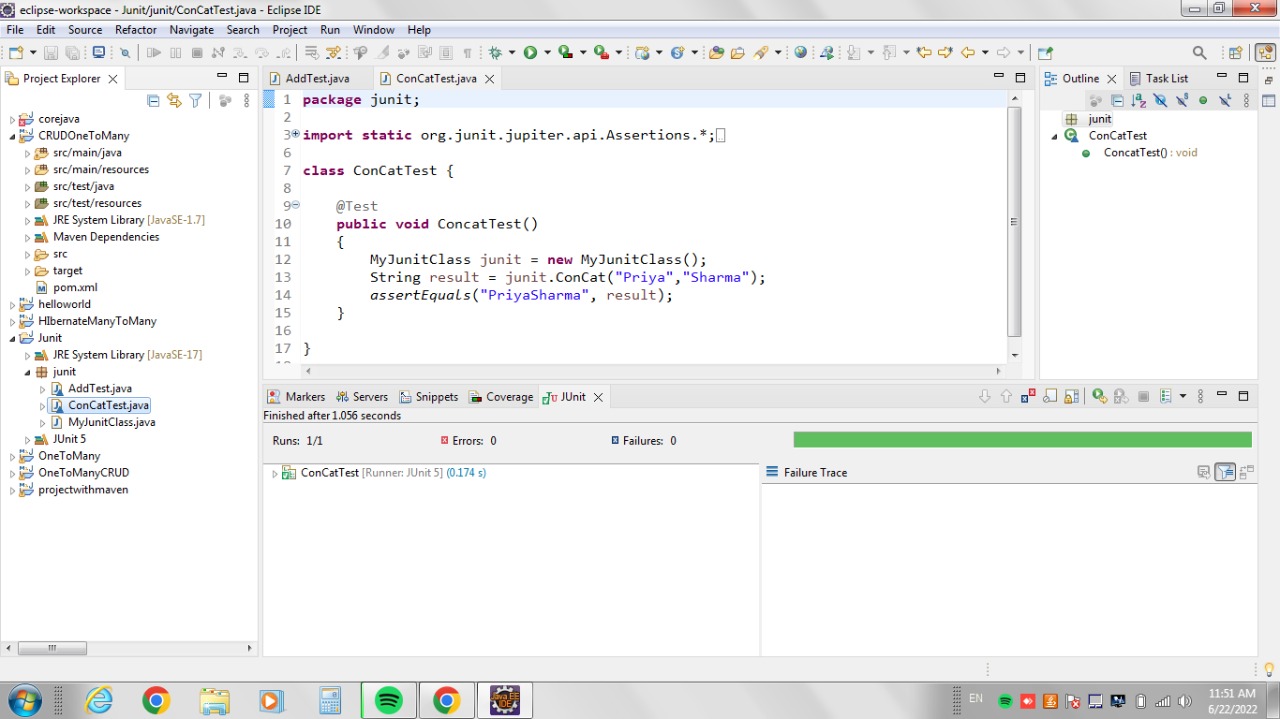 eclipse-workspace - Junit/junit/ConCatTest.java - Eclipse IDE
File Edit Source Refactor Navigate Search Project Run Window Help
Project Explorer
corejava
CRUDOneToMany
src/main/java
src/main/resources
src/test/java
src/test/resources
JRE System Library [JavaSE-1.7]
Maven Dependencies
src
target
pom.xml
helloworld
HIbernateManyToMany
Junit
JRE System Library [JavaSE-17]
junit
AddTest.java
ConCatTest.java
MyJunitClass.java
JUnit 5
OneToMany
OneToManyCRUD
projectwithmaven
AddTest.java ConCatTest.java
1 package junit;
2
3 import static org.junit.jupiter.api.Assertions.*;
6
7 class ConCatTest {
8
9 @Test
10 public void ConcatTest()
11 {
12 MyJunitClass junit = new MyJunitClass();
13 String result = junit.ConCat("Priya","Sharma");
14 assertEquals("PriyaSharma", result);
15 }
16
17 }
Outline Task List
junit
ConCatTest
ConcatTest() : void
Markers Servers Snippets Coverage JUnit
Finished after 1.056 seconds
Runs: 1/1 Errors: 0 Failures: 0
ConCatTest [Runner: JUnit 5] (0.174 s)
Failure Trace
Java EE IDE
EN
11:51 AM
6/22/2022